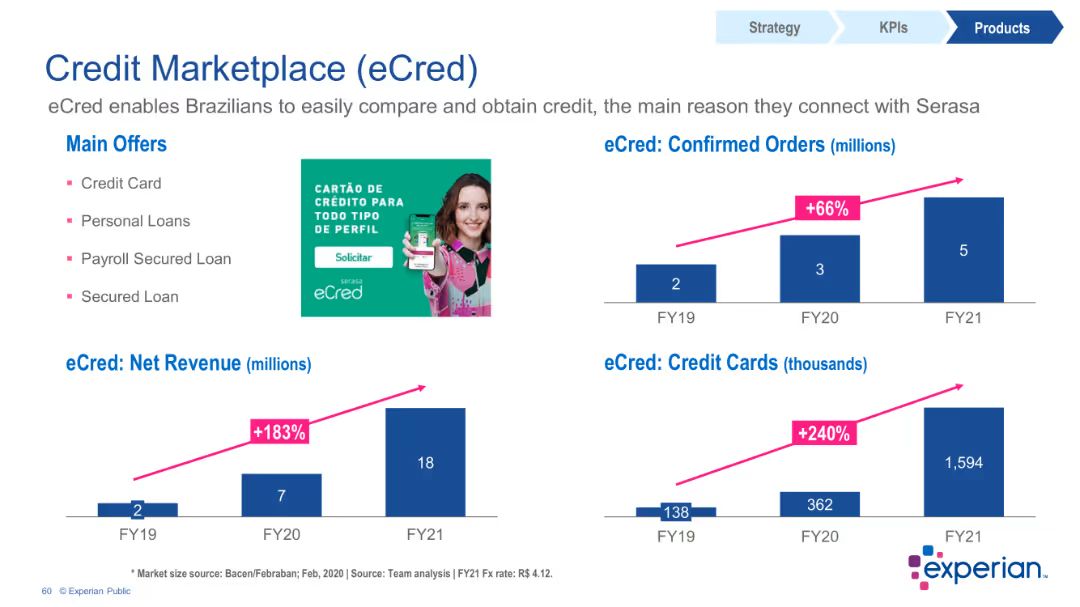 Strategy
KPIs
Products
Credit Marketplace (eCred)
eCred enables Brazilians to easily compare and obtain credit, the main reason they connect with Serasa
Main Offers
▪ Credit Card
▪ Personal Loans
▪ Payroll Secured Loan
▪ Secured Loan
CARTÃO DE
CRÉDITO PARA
TODO TIPO
DE PERFIL
Solicitar
serasa
eCred
eCred: Confirmed Orders (millions)
+66%
2
3
5
FY19
FY20
FY21
eCred: Net Revenue (millions)
+183%
2
7
18
FY19
FY20
FY21
eCred: Credit Cards (thousands)
+240%
138
362
1,594
FY19
FY20
FY21
* Market size source: Bacen/Febraban; Feb, 2020 | Source: Team analysis | FY21 Fx rate: R$ 4.12.
60 © Experian Public
experian™